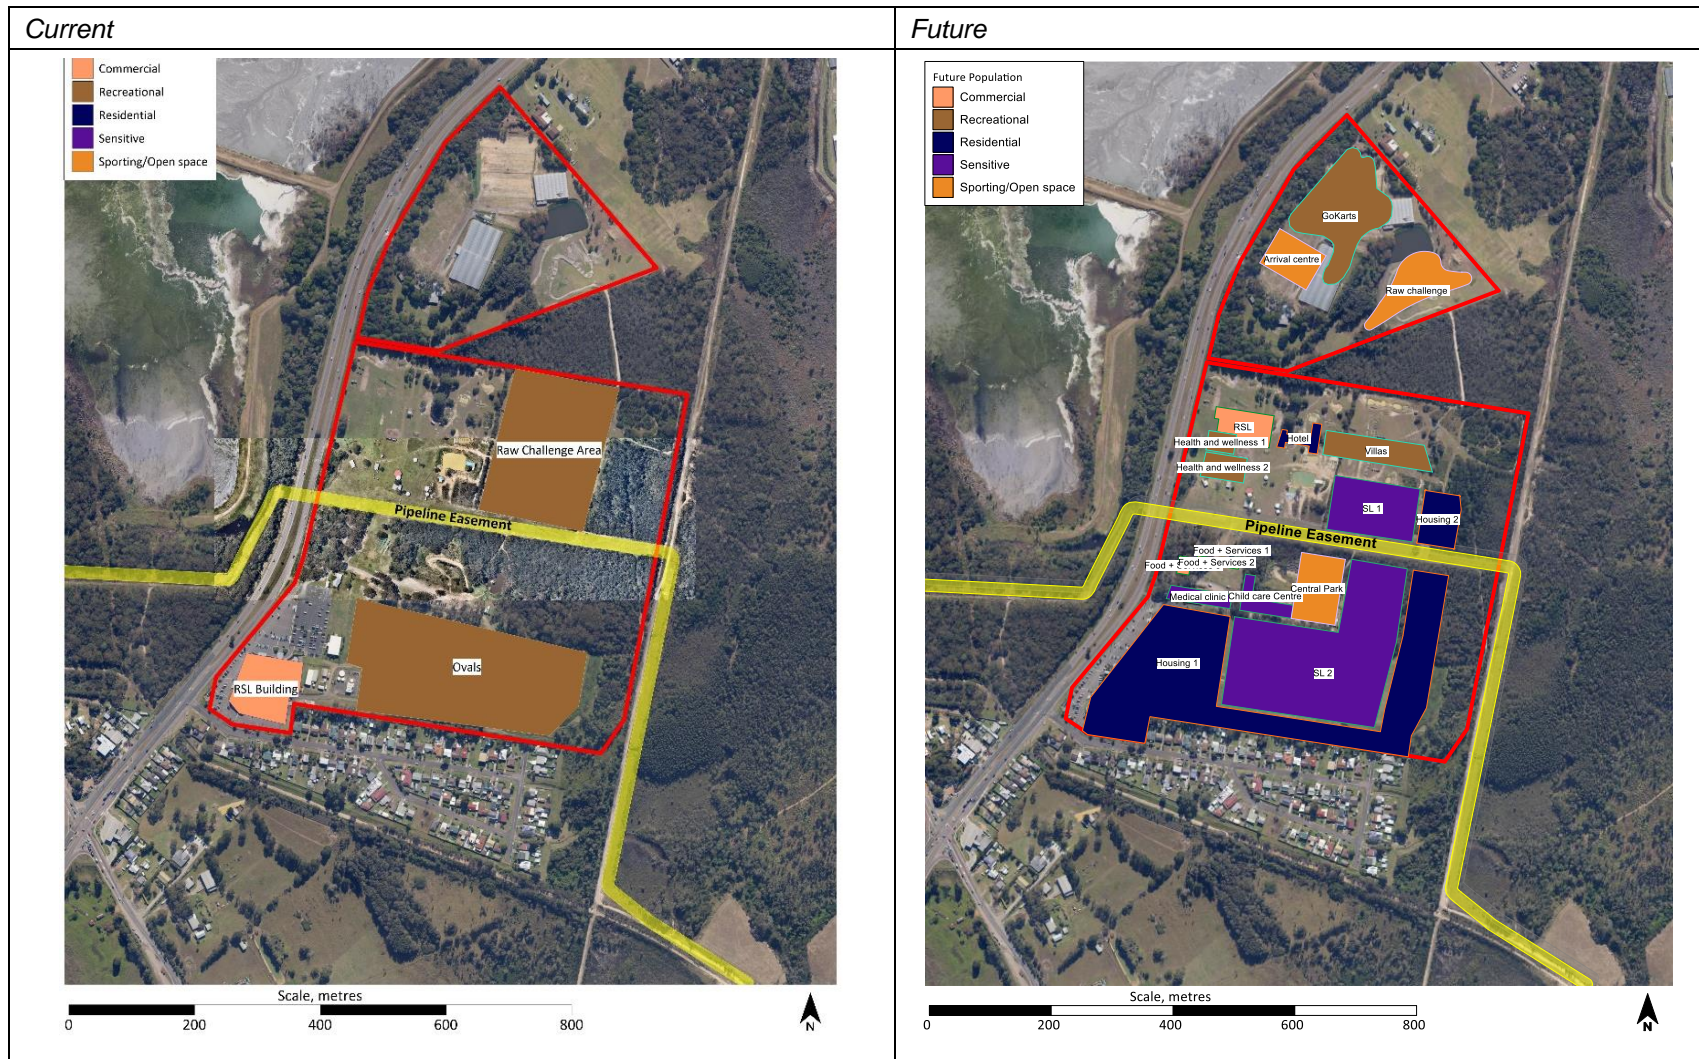 Current
Future
Commercial
Recreational
Residential
Sensitive
Sporting/Open space
Raw Challenge Area
Pipeline Easement
Ovals
RSL Building
Scale, metres
0 200 400 600 800
N
Future Population
Commercial
Recreational
Residential
Sensitive
Sporting/Open space
GoKarts
Arrival centre
Raw challenge
RSL
Health and wellness 1
Hotel
Villas
Health and wellness 2
SL 1
Housing 2
Pipeline Easement
Food + Services 1
Food + Services 2
Food +
Central Park
Medical clinic
Child care Centre
Housing 1
SL 2
Scale, metres
0 200 400 600 800
N